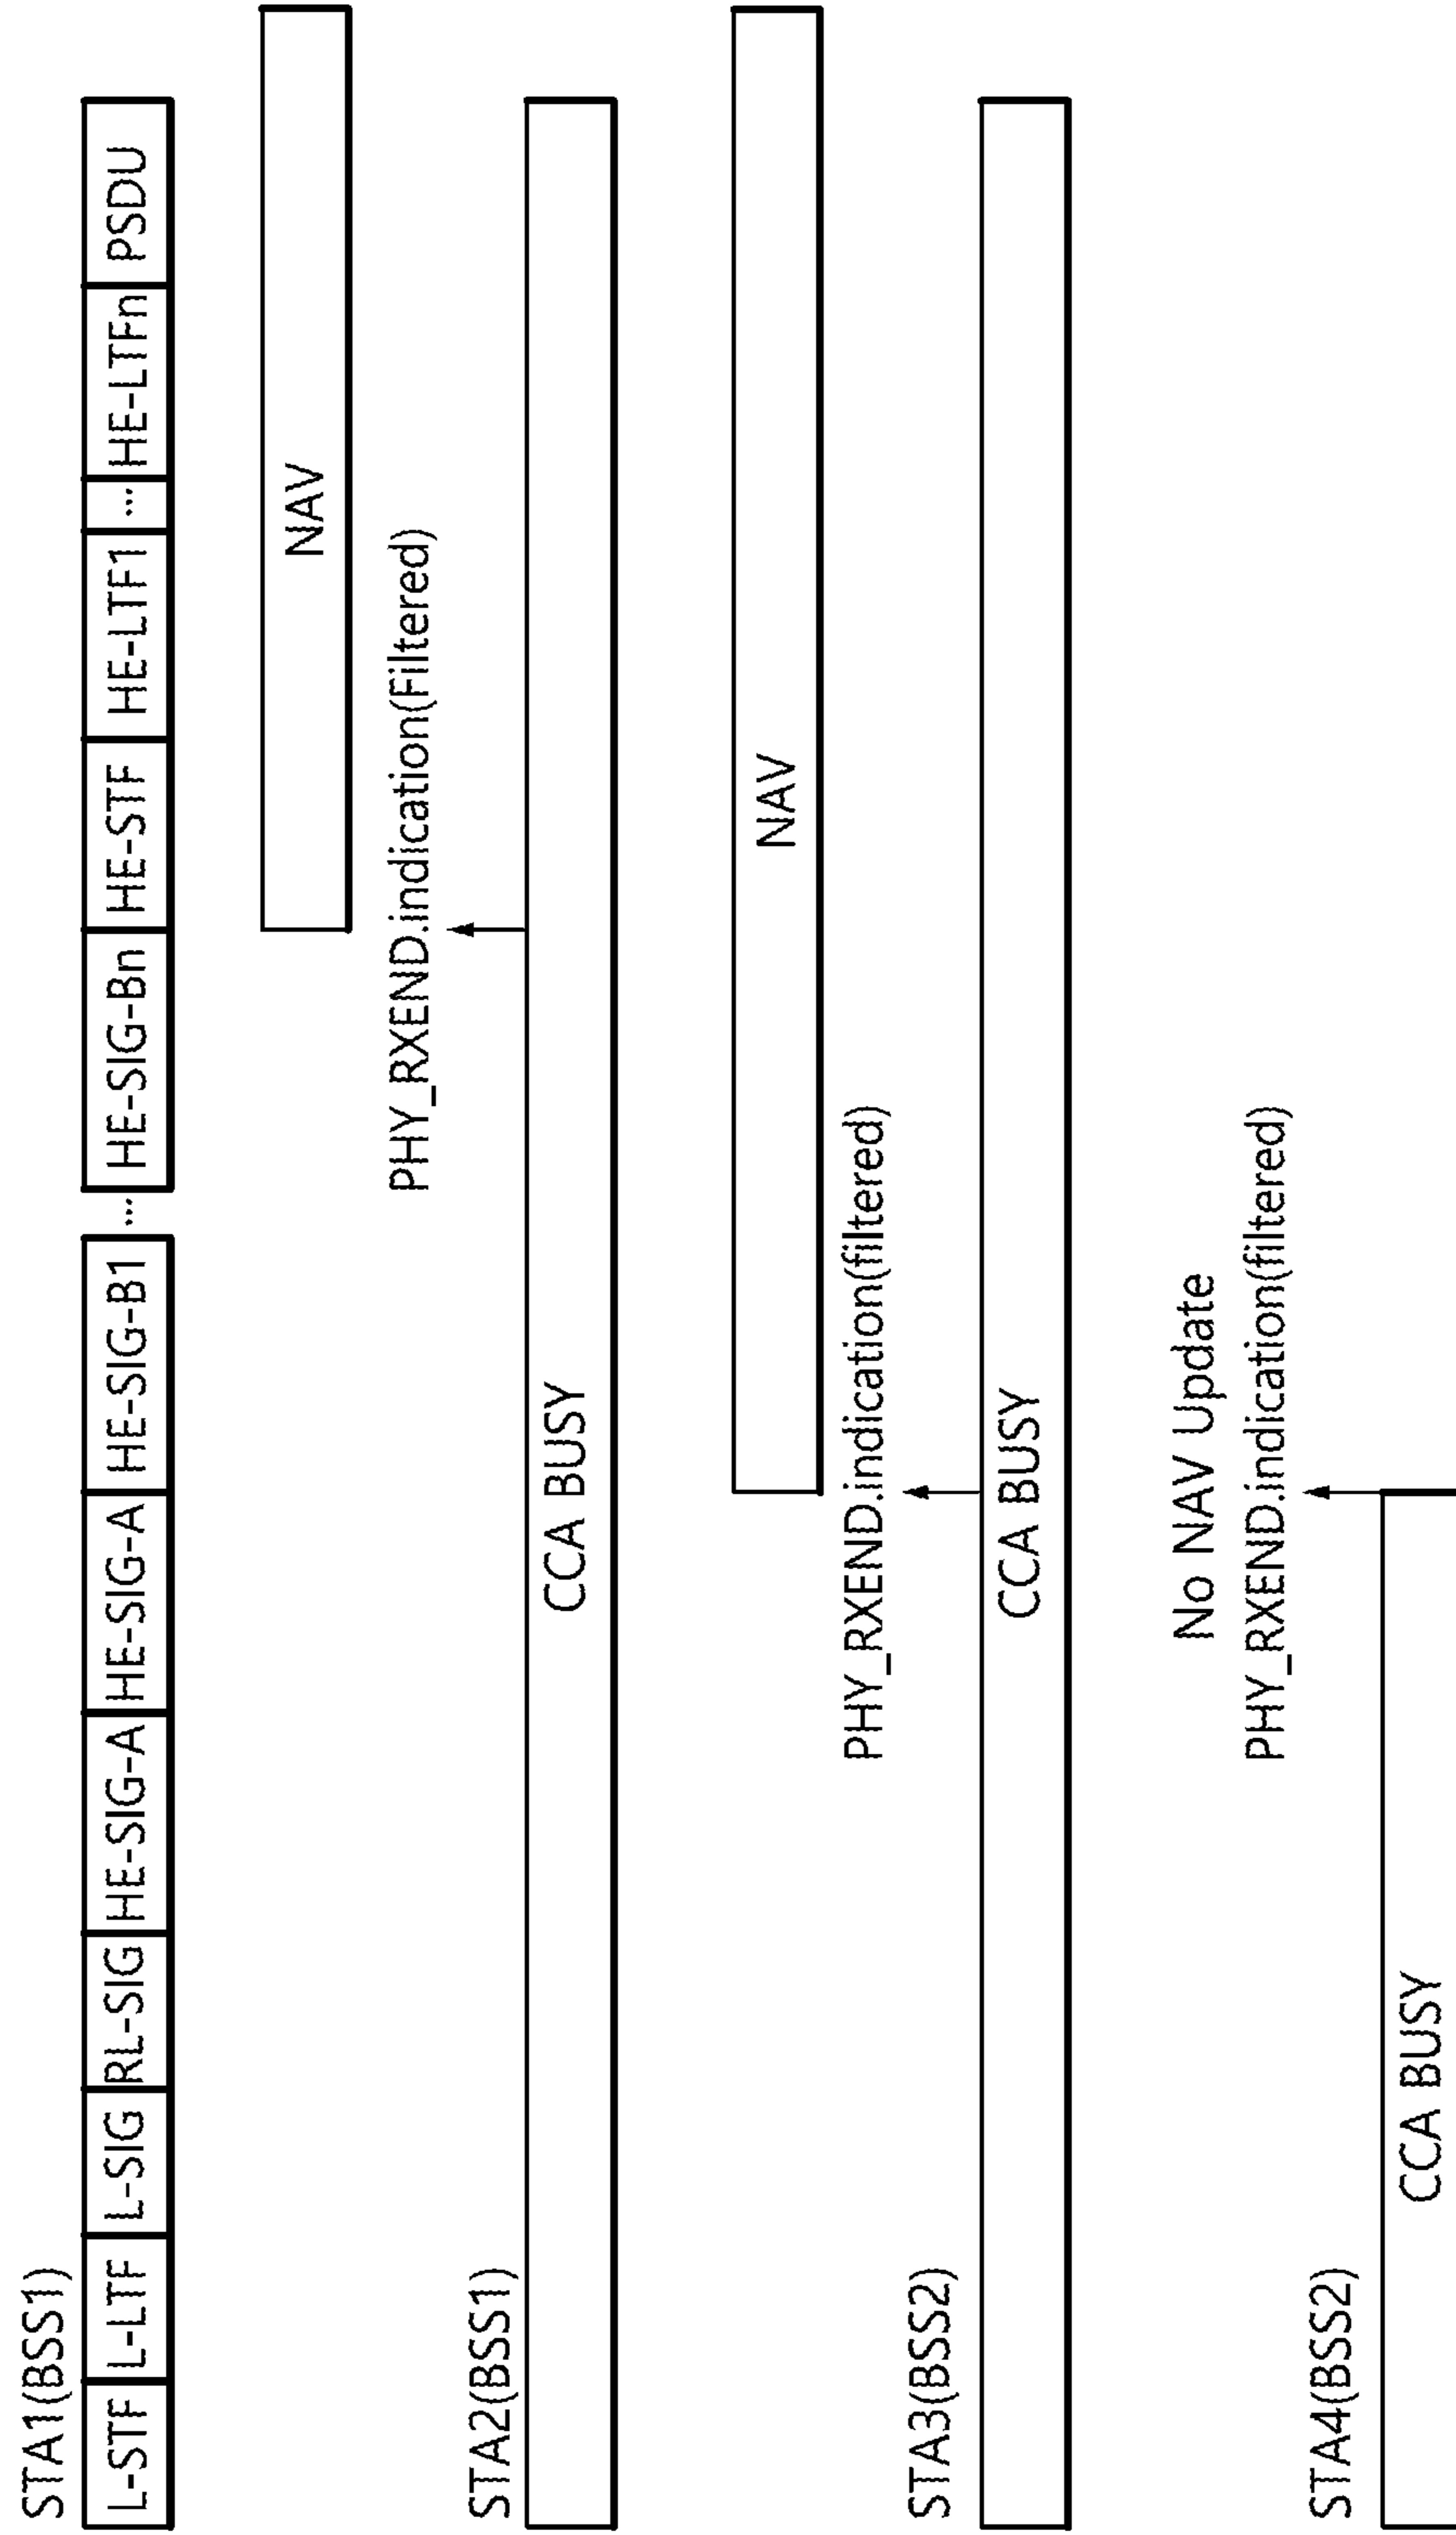 STA1(BSS1)
L-STF L-LTF L-SIG RL-SIG HE-SIG-A HE-SIG-A HE-SIG-B1 ... HE-SIG-Bn HE-STF HE-LTF1 ... HE-LTFn PSDU
NAV
PHY_RXEND.indication(Filtered)
STA2(BSS1)
CCA BUSY
NAV
PHY_RXEND.indication(filtered)
STA3(BSS2)
CCA BUSY
No NAV Update
PHY_RXEND.indication(filtered)
STA4(BSS2)
CCA BUSY